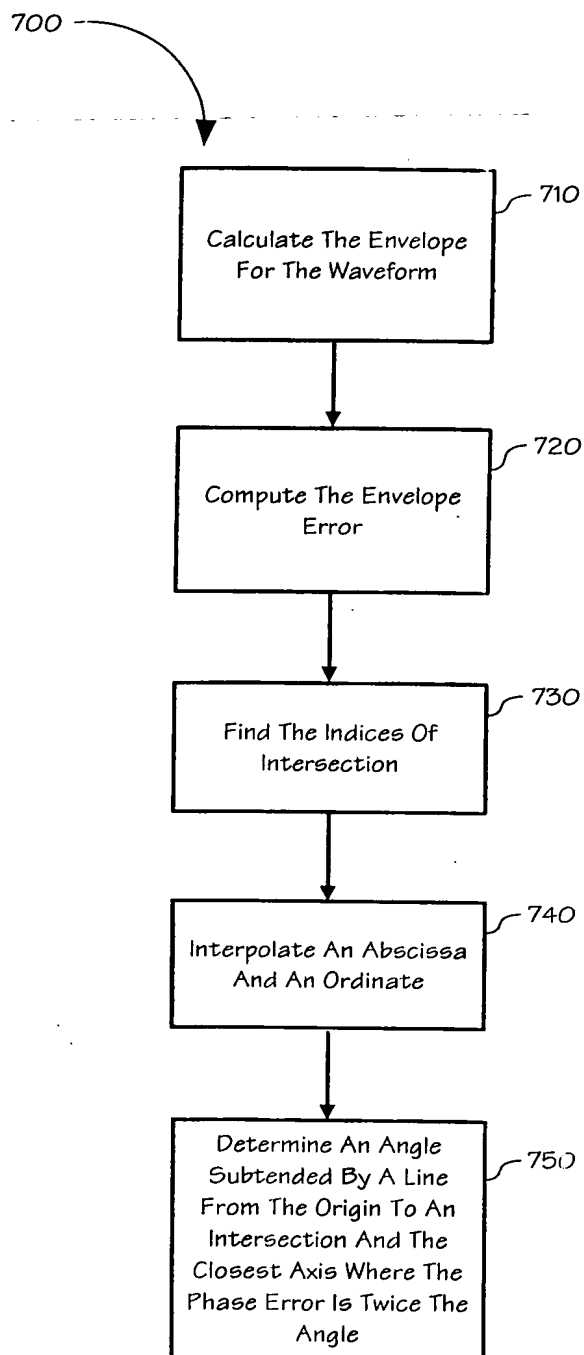 700
710
Calculate The Envelope
For The Waveform
720
Compute The Envelope
Error
730
Find The Indices Of
Intersection
740
Interpolate An Abscissa
And An Ordinate
750
Determine An Angle
Subtended By A Line
From The Origin To An
Intersection And The
Closest Axis Where The
Phase Error Is Twice The
Angle